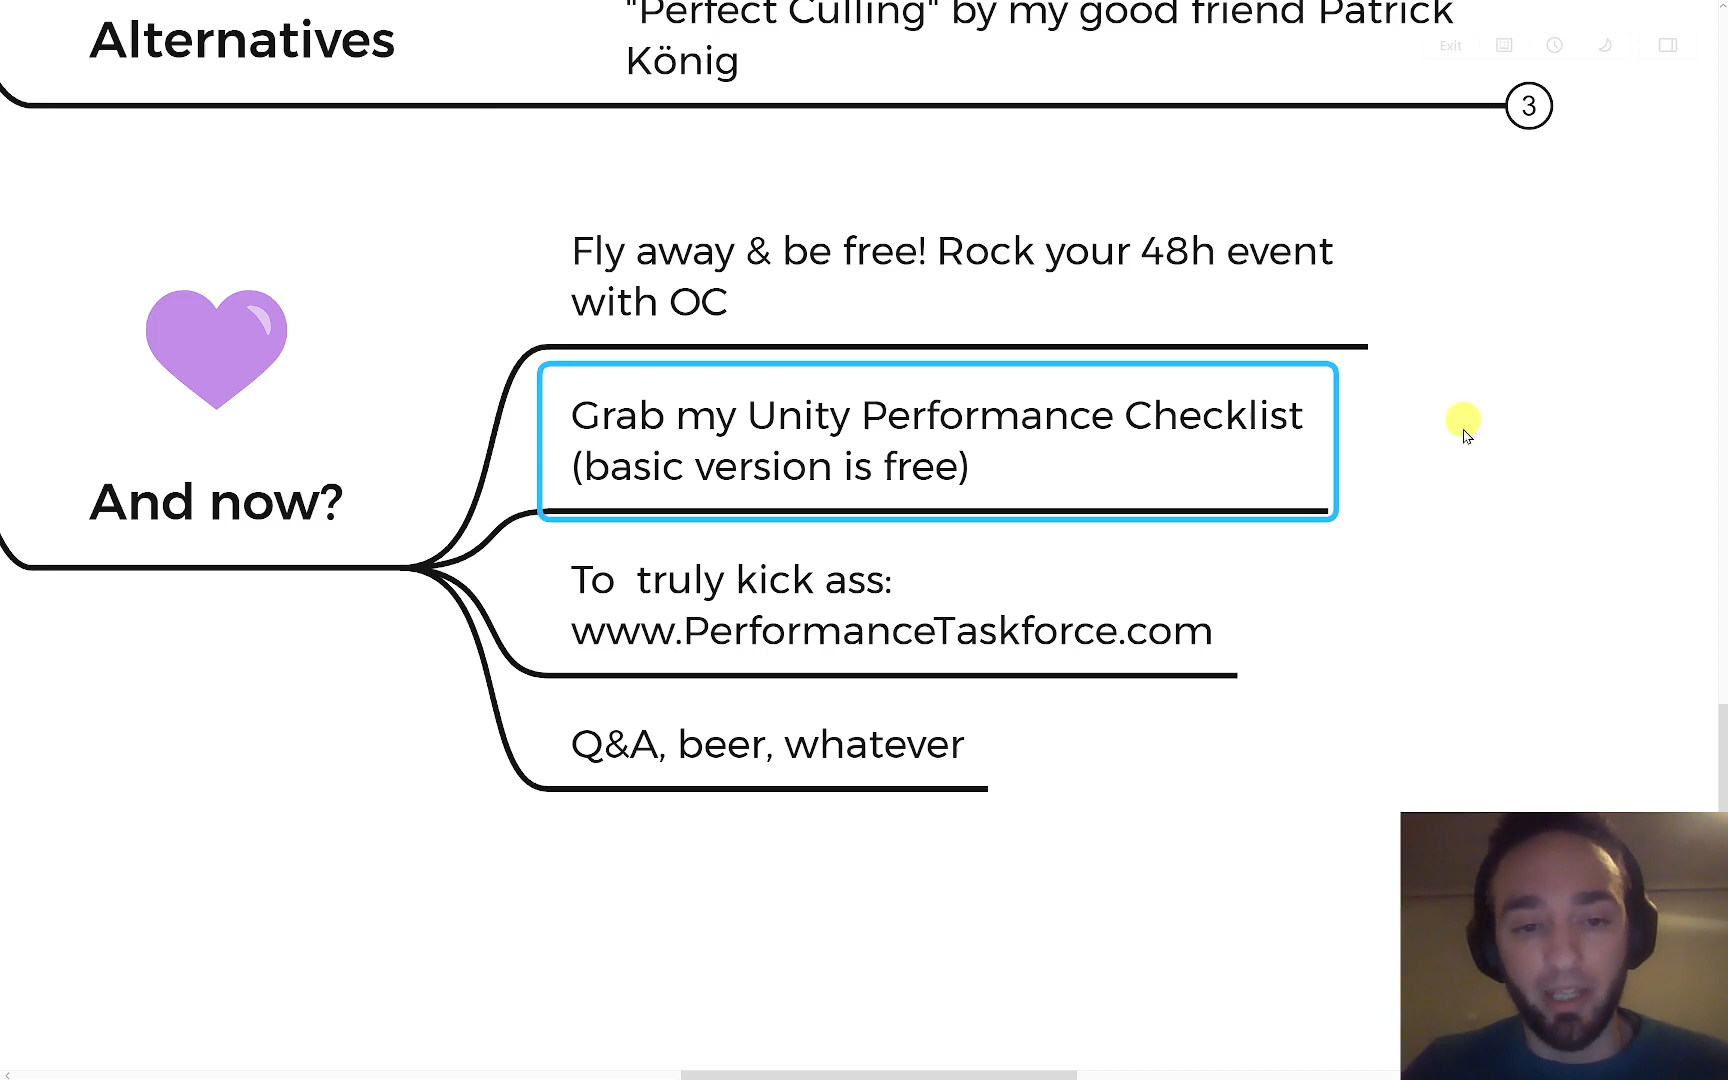 "Perfect Culling" by my good friend Patrick
König
Alternatives
Exit
3
Fly away & be free! Rock your 48h event
with OC
Grab my Unity Performance Checklist
(basic version is free)
And now?
To  truly kick ass:
www.PerformanceTaskforce.com
Q&A, beer, whatever